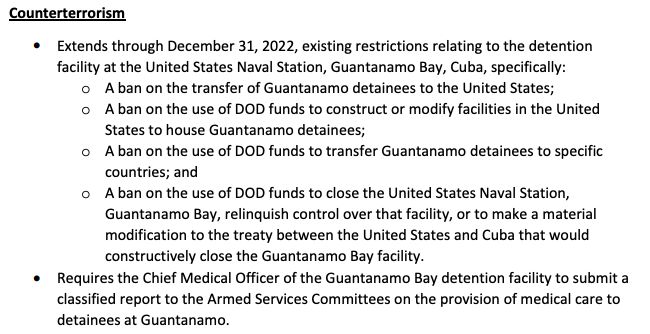 Counterterrorism
• Extends through December 31, 2022, existing restrictions relating to the detention
facility at the United States Naval Station, Guantanamo Bay, Cuba, specifically:
o A ban on the transfer of Guantanamo detainees to the United States;
o A ban on the use of DOD funds to construct or modify facilities in the United
States to house Guantanamo detainees;
o A ban on the use of DOD funds to transfer Guantanamo detainees to specific
countries; and
o A ban on the use of DOD funds to close the United States Naval Station,
Guantanamo Bay, relinquish control over that facility, or to make a material
modification to the treaty between the United States and Cuba that would
constructively close the Guantanamo Bay facility.
• Requires the Chief Medical Officer of the Guantanamo Bay detention facility to submit a
classified report to the Armed Services Committees on the provision of medical care to
detainees at Guantanamo.